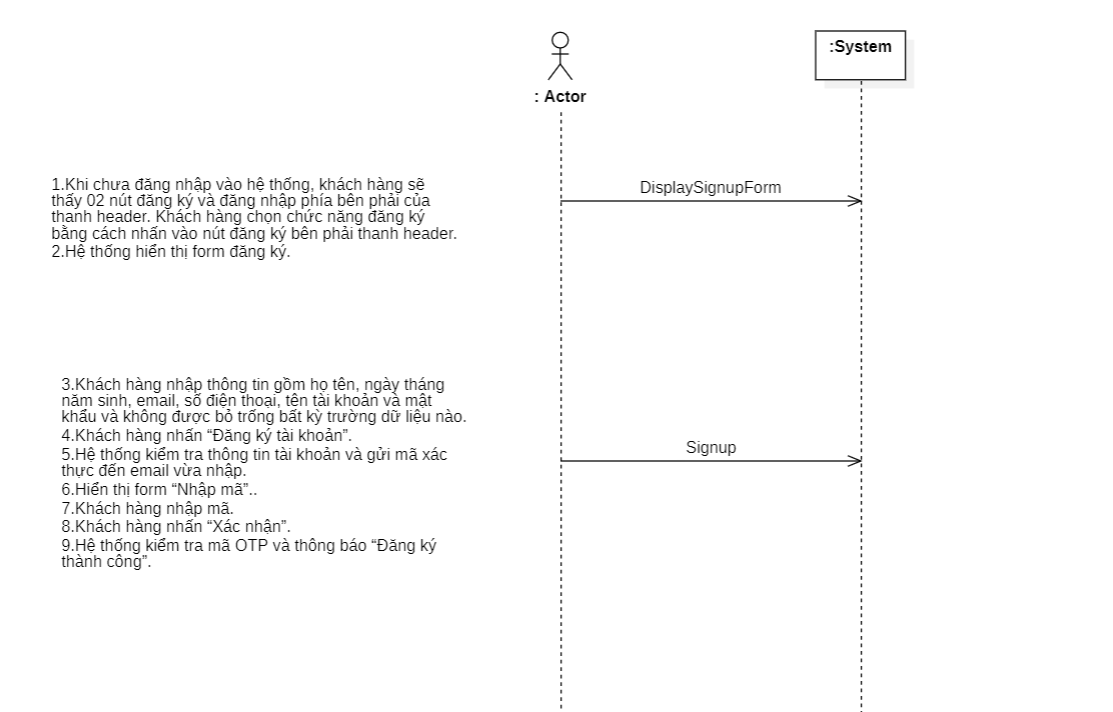 : Actor
:System
1.Khi chưa đăng nhập vào hệ thống, khách hàng sẽ
thấy 02 nút đăng ký và đăng nhập phía bên phải của
thanh header. Khách hàng chọn chức năng đăng ký
bằng cách nhấn vào nút đăng ký bên phải thanh header.
2.Hệ thống hiển thị form đăng ký.
DisplaySignupForm
3.Khách hàng nhập thông tin gồm họ tên, ngày tháng
năm sinh, email, số điện thoại, tên tài khoản và mật
khẩu và không được bỏ trống bất kỳ trường dữ liệu nào.
4.Khách hàng nhấn “Đăng ký tài khoản”.
5.Hệ thống kiểm tra thông tin tài khoản và gửi mã xác
thực đến email vừa nhập.
6.Hiển thị form “Nhập mã”..
7.Khách hàng nhập mã.
8.Khách hàng nhấn “Xác nhận”.
9.Hệ thống kiểm tra mã OTP và thông báo “Đăng ký
thành công”.
Signup